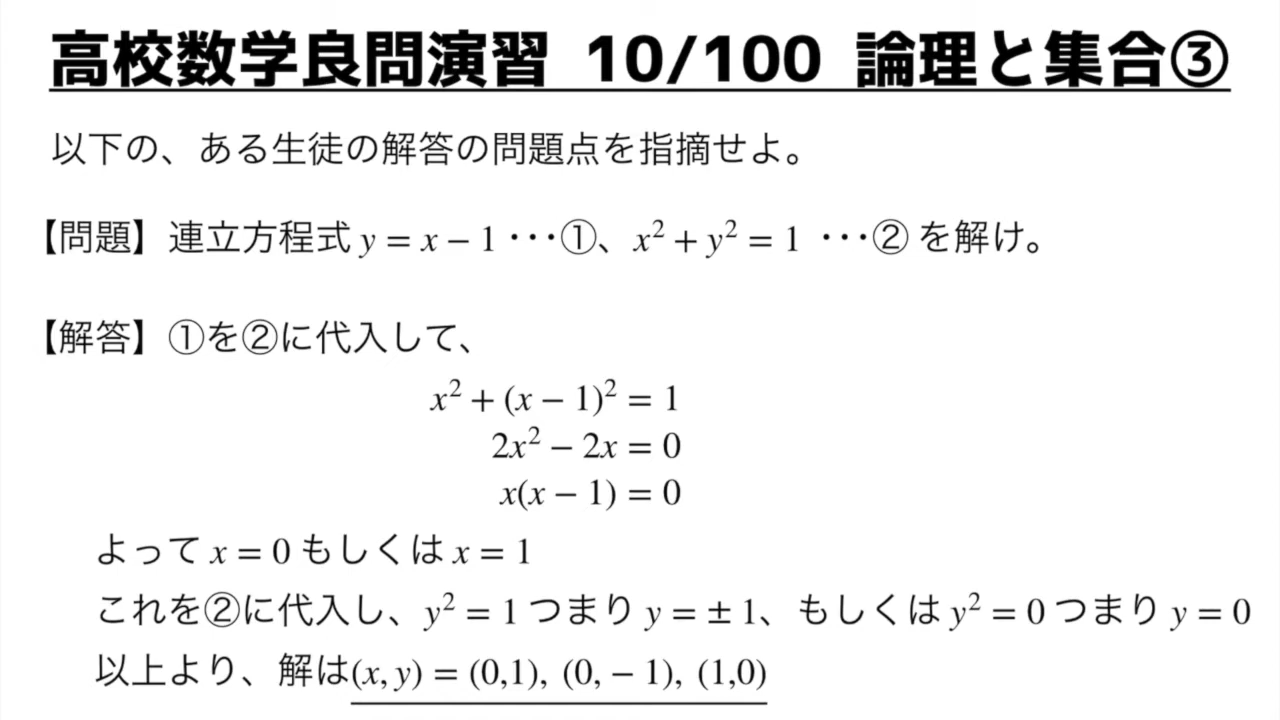 高校数学良問演習 10/100 論理と集合③
以下の、ある生徒の解答の問題点を指摘せよ。
【問題】連立方程式 y = x − 1 ･･･①、x² + y² = 1 ･･･② を解け。
【解答】①を②に代入して、
x² + (x − 1)² = 1
2x² − 2x = 0
x(x − 1) = 0
よって x = 0 もしくは x = 1
これを②に代入し、y² = 1 つまり y = ± 1、もしくは y² = 0 つまり y = 0
以上より、解は(x, y) = (0,1), (0, − 1), (1,0)